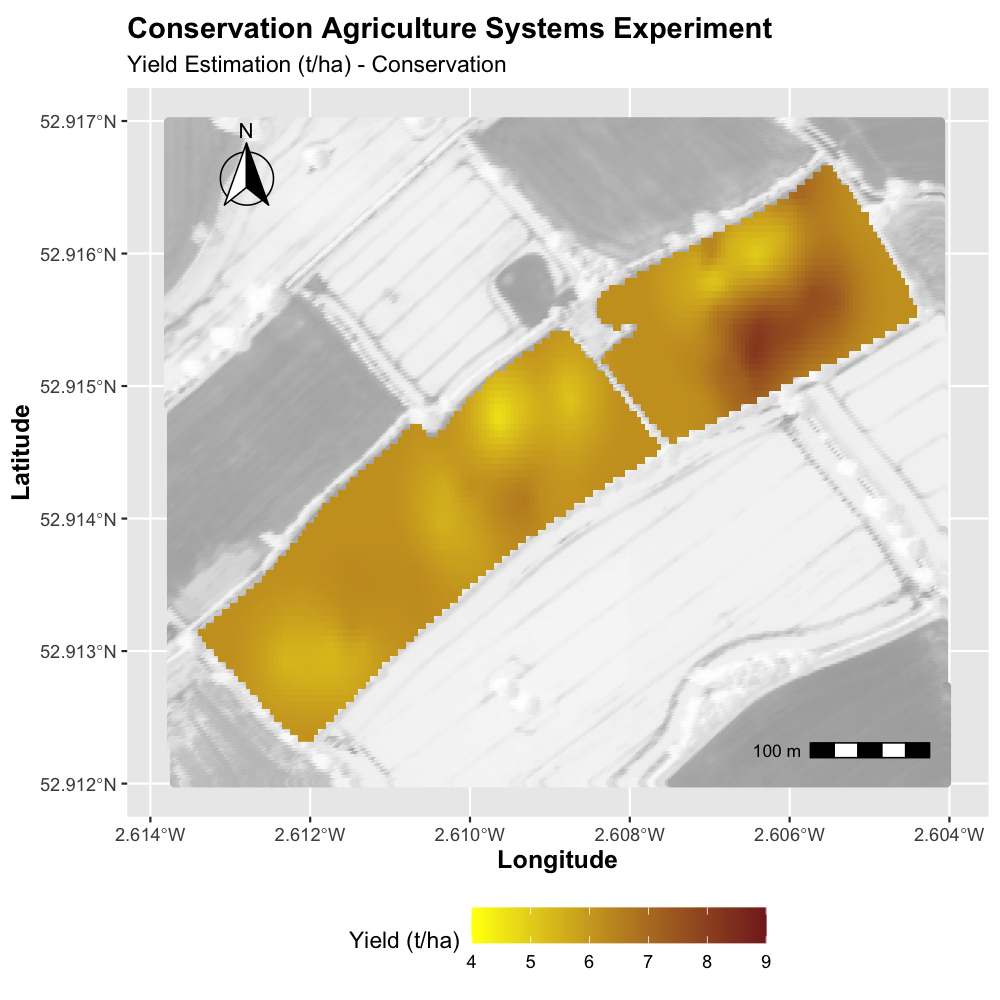 Conservation Agriculture Systems Experiment
Yield Estimation (t/ha) - Conservation
52.917°N
52.916°N
52.915°N
52.914°N
52.913°N
52.912°N
Latitude
N
100 m
2.614°W 2.612°W 2.610°W 2.608°W 2.606°W 2.604°W
Longitude
Yield (t/ha)
4 5 6 7 8 9